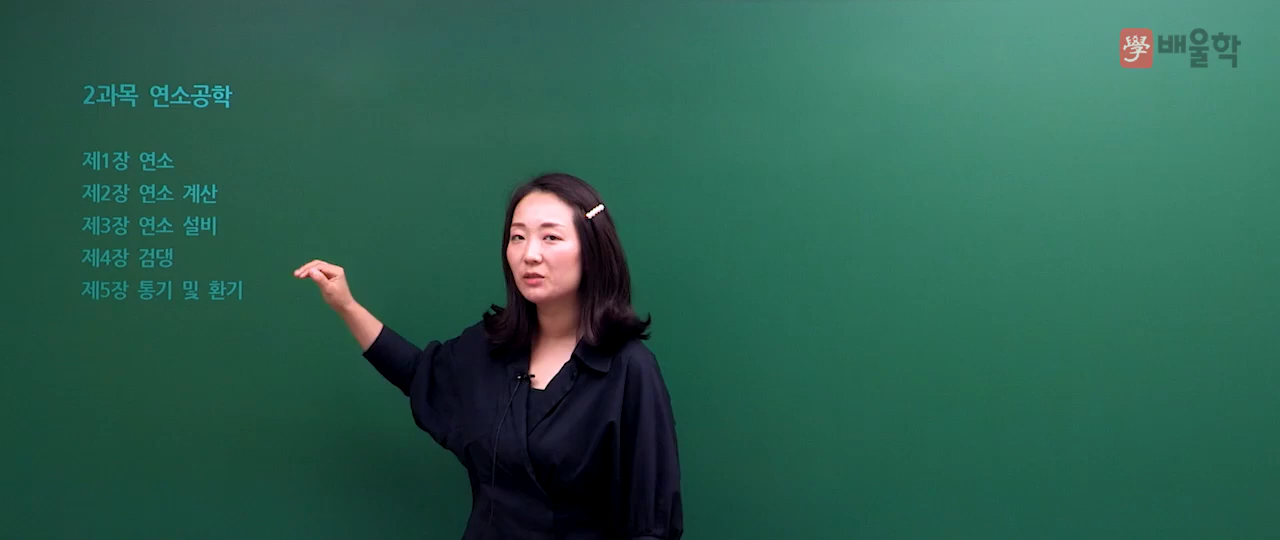 學 배울학
2과목 연소공학
제1장 연소
제2장 연소 계산
제3장 연소 설비
제4장 검댕
제5장 통기 및 환기